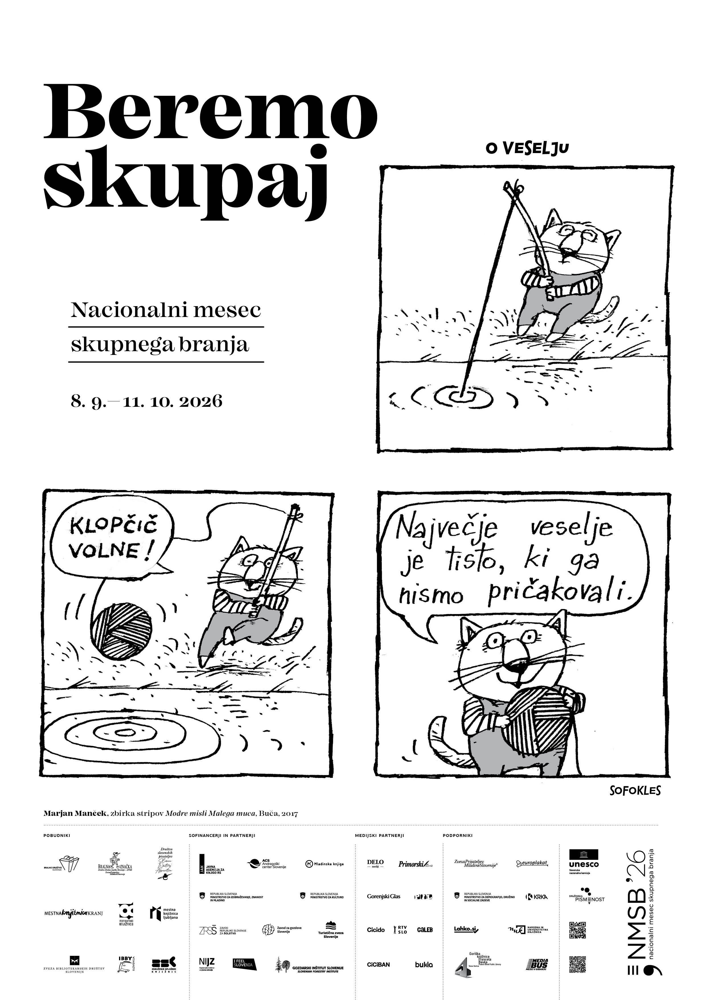 Beremo
skupaj
Nacionalni mesec
skupnega branja
8. 9.—11. 10. 2026
O VESELJU
KLOPČIČ
VOLNE!
Največje veselje
je tisto, ki ga
nismo pričakovali.
SOFOKLES
Marjan Manček, zbirka stripov Modre misli Malega muca, Buča, 2017
POBUDNIKI
BRALNO DRUŠTVO
SLOVENIJE
BRALNA ZNAČKA
Društvo Bralna značka Slovenije – ZPMS
Društvo
slovenskih
pisateljev
Slovene
Writers'
Association
MESTNA knjižnica KRANJ
mariborska
knjižnica
mestna
knjižnica
ljubljana
ZVEZA BIBLIOTEKARSKIH DRUŠTEV
SLOVENIJE
IBBY
SLOVENIJA
ZDRUŽENJE SPLOŠNIH
KNJIŽNIC
SOFINANCERJI IN PARTNERJI
JAK
JAVNA
AGENCIJA ZA
KNJIGO RS
ACS
Andragoški
center Slovenije
Mladinska knjiga
REPUBLIKA SLOVENIJA
MINISTRSTVO ZA IZOBRAŽEVANJE, ZNANOST
IN MLADINO
REPUBLIKA SLOVENIJA
MINISTRSTVO ZA KULTURO
ZRSŠ
ZAVOD
REPUBLIKE SLOVENIJE
ZA ŠOLSTVO
Zavod za gozdove
Slovenije
Turistična zveza
Slovenije
NIJZ
Nacionalni inštitut
za javno zdravje
I FEEL
SLOVENIA
GOZDARSKI INŠTITUT SLOVENIJE
SLOVENIAN FORESTRY INSTITUTE
MEDIJSKI PARTNERJI
DELO
mediji
Primorski dnevnik
Gorenjski Glas
Cicido
RTV
SLO
GALEB
CICIBAN
bukla
PODPORNIKI
Zveza Prijateljev
Mladine Slovenije®
europlakat
REPUBLIKA SLOVENIJA
MINISTRSTVO ZA DEMOGRAFIJO, DRUŽINO
IN SOCIALNE ZADEVE
KRKA
Lahko.si
nuk
NARODNA IN
UNIVERZITETNA
KNJIŽNICA
Goriška
knjižnica
Franceta
Bevka
France Bevk Public Library
Nova Gorica
MEDIA
BUS
MEDIJ V GIBANJU
unesco
Slovenska
nacionalna komisija
DRUŽINSKA
PISMENOST
NMSB '26
nacionalni mesec skupnega branja